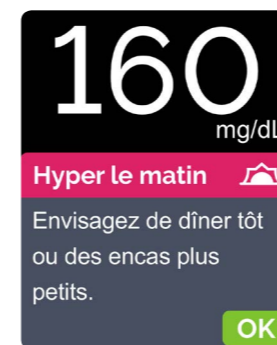 160
mg/dL
Hyper le matin
Envisagez de dîner tôt
ou des encas plus
petits.
OK